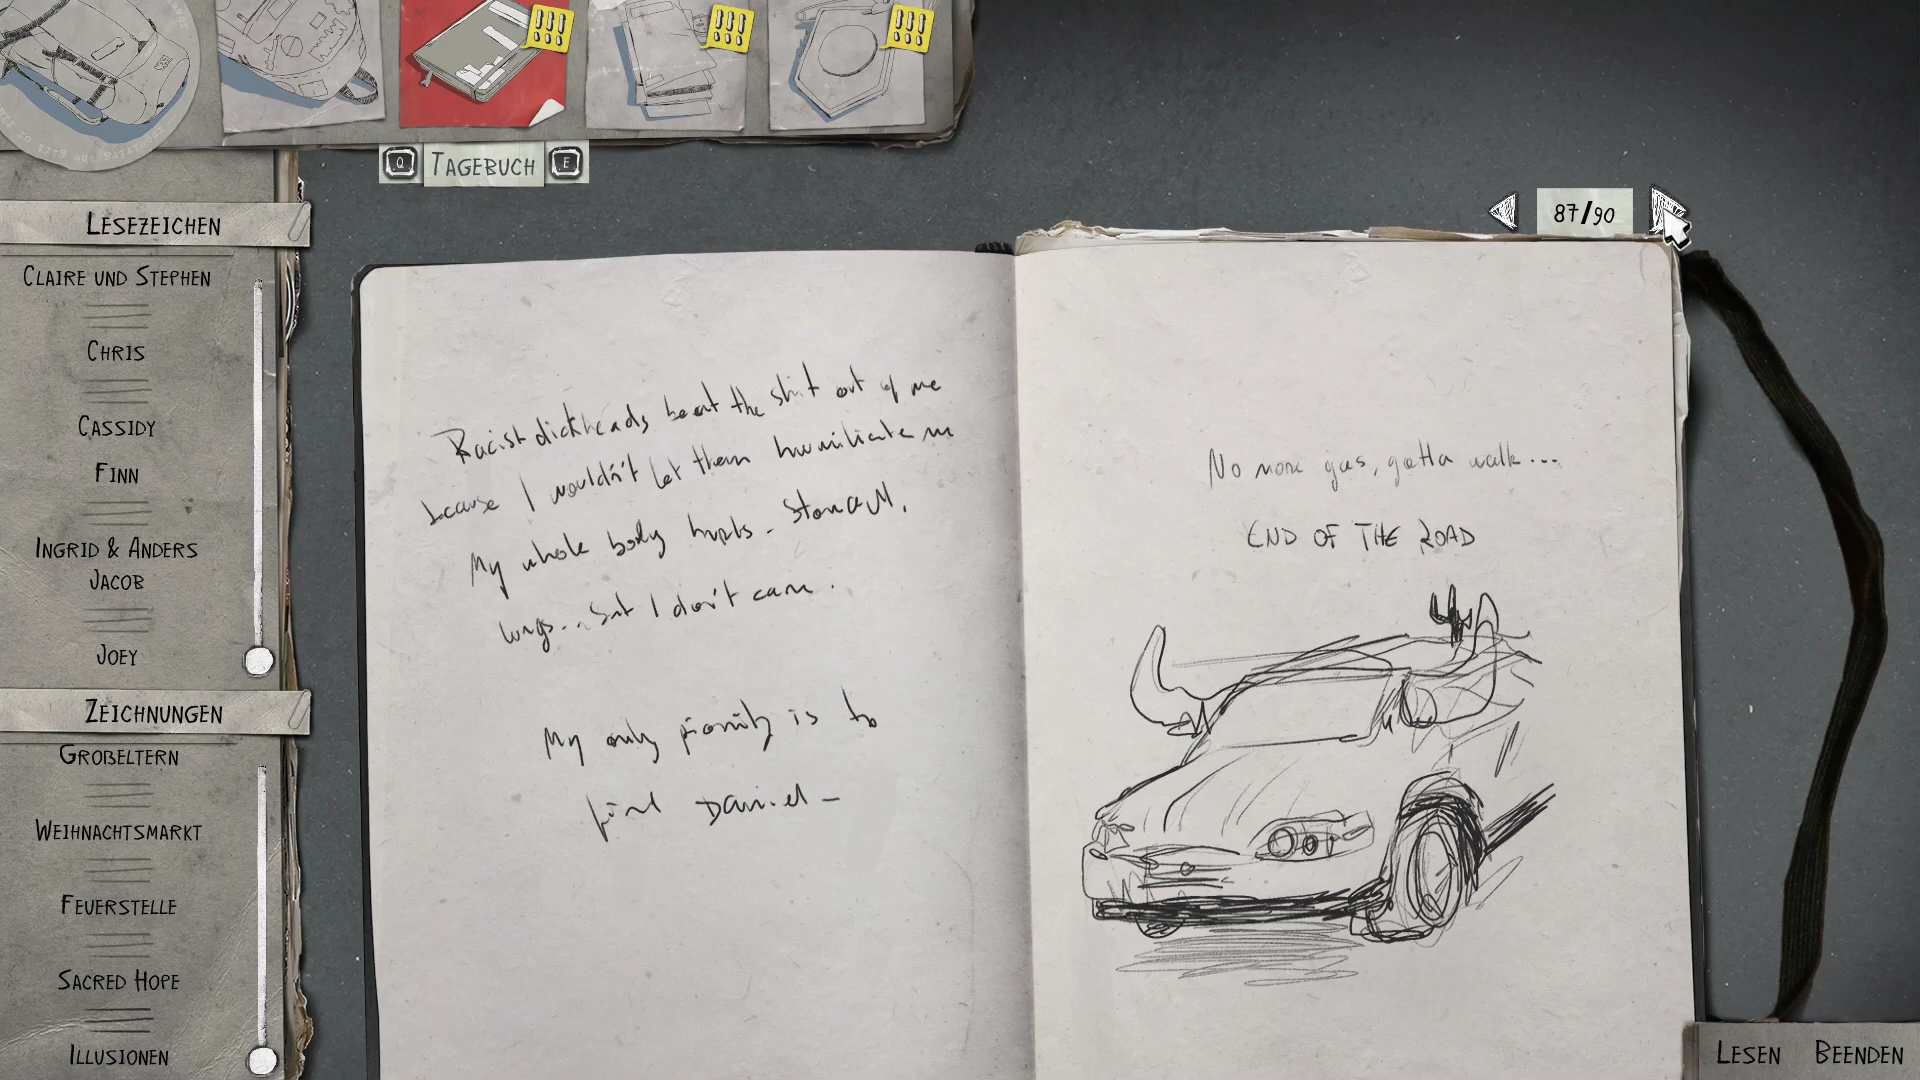 Q TAGEBUCH E
LESEZEICHEN
CLAIRE UND STEPHEN
CHRIS
CASSIDY
FINN
INGRID & ANDERS
JACOB
JOEY
ZEICHNUNGEN
GROßELTERN
WEIHNACHTSMARKT
FEUERSTELLE
SACRED HOPE
ILLUSIONEN
87/90
Racist dickheads beat the shit out of me
because I wouldn't let them humiliate me
My whole body hurts. Stomach,
lungs... But I don't care.
My only priority is to
find Daniel-
No more gas, gotta walk...
END OF THE ROAD
LESEN BEENDEN